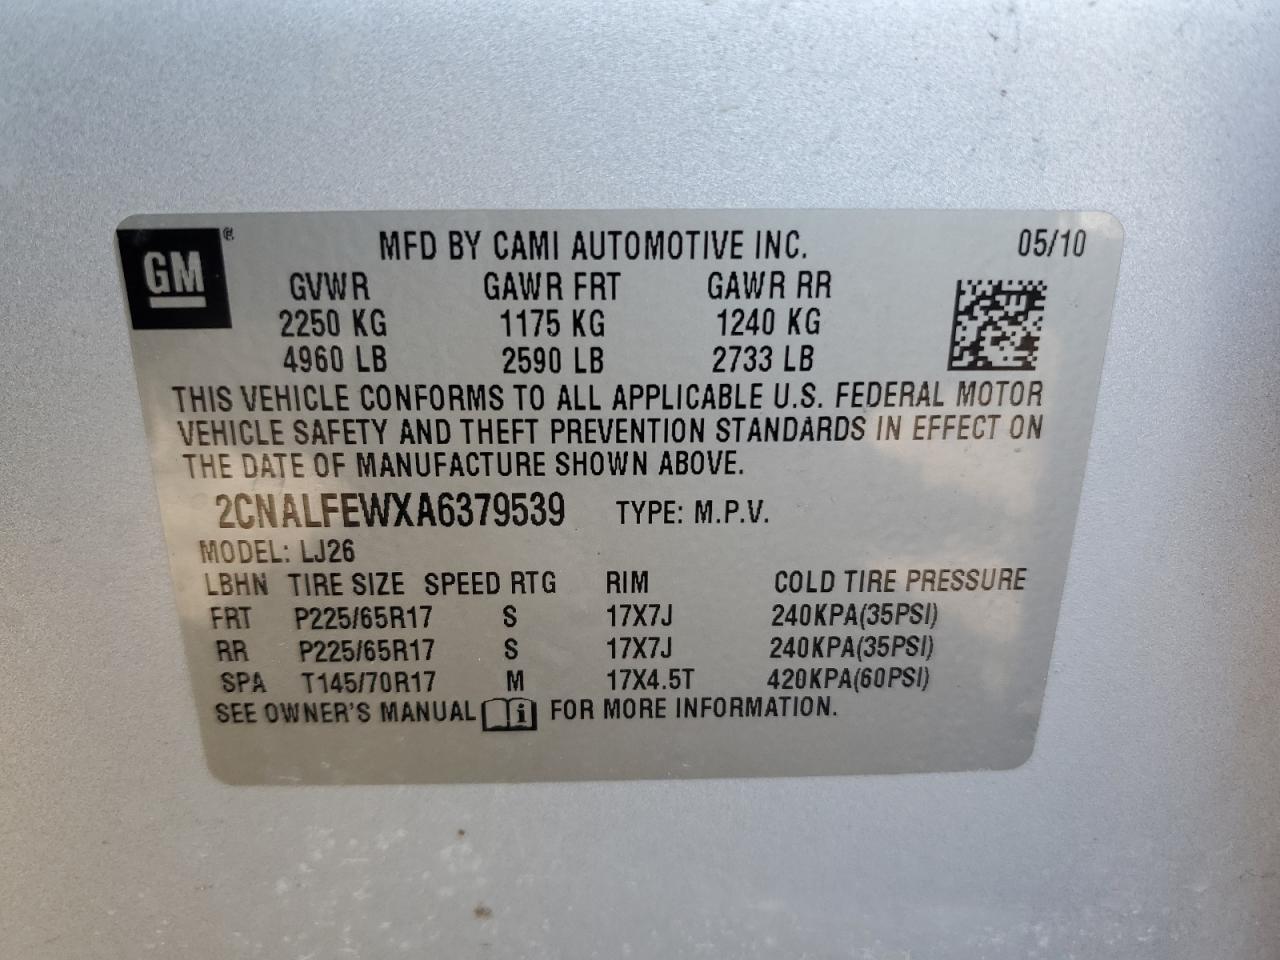 GM ® MFD BY CAMI AUTOMOTIVE INC. 05/10
GVWR GAWR FRT GAWR RR
2250 KG 1175 KG 1240 KG
4960 LB 2590 LB 2733 LB
THIS VEHICLE CONFORMS TO ALL APPLICABLE U.S. FEDERAL MOTOR
VEHICLE SAFETY AND THEFT PREVENTION STANDARDS IN EFFECT ON
THE DATE OF MANUFACTURE SHOWN ABOVE.
2CNALFEWXA6379539 TYPE: M.P.V.
MODEL: LJ26
LBHN TIRE SIZE SPEED RTG RIM COLD TIRE PRESSURE
FRT P225/65R17 S 17X7J 240KPA(35PSI)
RR P225/65R17 S 17X7J 240KPA(35PSI)
SPA T145/70R17 M 17X4.5T 420KPA(60PSI)
SEE OWNER'S MANUAL i FOR MORE INFORMATION.